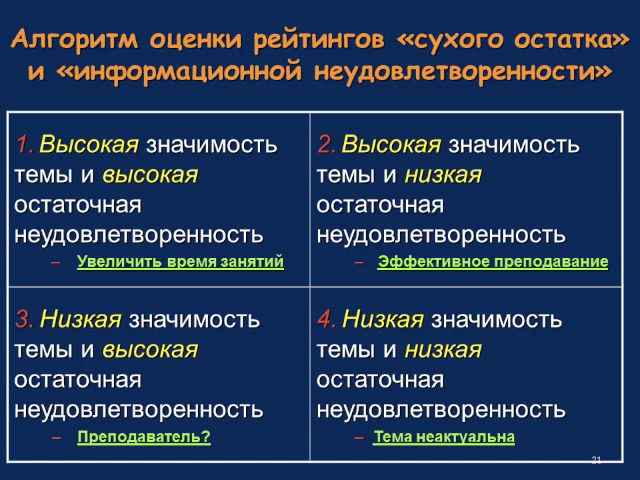 Алгоритм оценки рейтингов «сухого остатка»
и «информационной неудовлетворенности»
1. Высокая значимость
темы и высокая
остаточная
неудовлетворенность
– Увеличить время занятий
2. Высокая значимость
темы и низкая
остаточная
неудовлетворенность
– Эффективное преподавание
3. Низкая значимость
темы и высокая
остаточная
неудовлетворенность
– Преподаватель?
4. Низкая значимость
темы и низкая
остаточная
неудовлетворенность
– Тема неактуальна
21